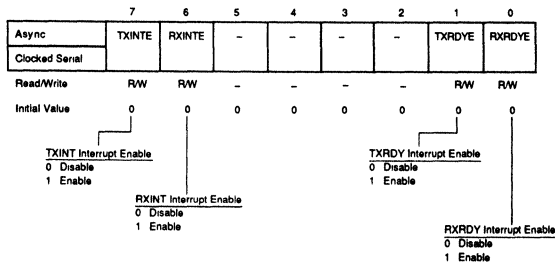 7 6 5 4 3 2 1 0
Async TXINTE RXINTE – – – – TXRDYE RXRDYE
Clocked Serial
Read/Write R/W R/W – – – – R/W R/W
Initial Value 0 0 0 0 0 0 0 0
TXINT Interrupt Enable
0 Disable
1 Enable
RXINT Interrupt Enable
0 Disable
1 Enable
TXRDY Interrupt Enable
0 Disable
1 Enable
RXRDY Interrupt Enable
0 Disable
1 Enable